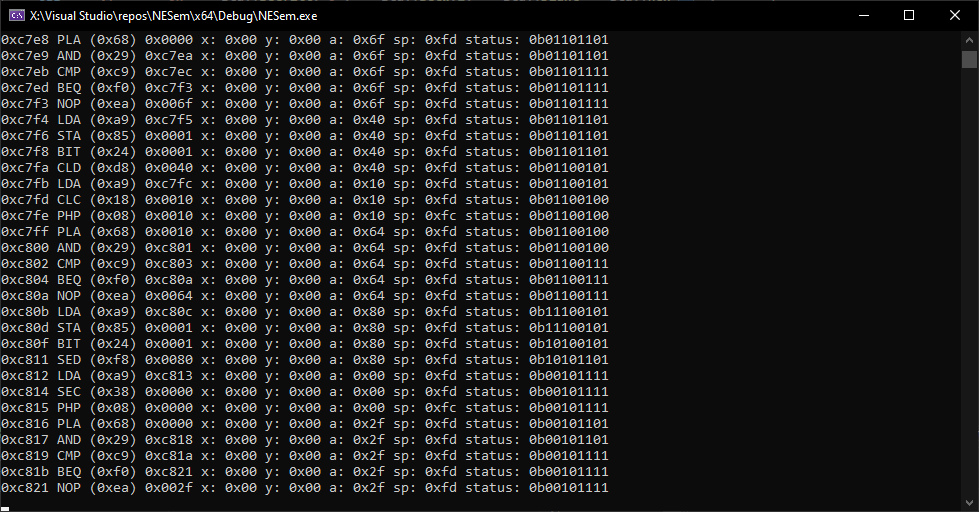 X:\Visual Studio\repos\NESem\x64\Debug\NESem.exe
0xc7e8 PLA (0x68) 0x0000 x: 0x00 y: 0x00 a: 0x6f sp: 0xfd status: 0b01101101
0xc7e9 AND (0x29) 0xc7ea x: 0x00 y: 0x00 a: 0x6f sp: 0xfd status: 0b01101101
0xc7eb CMP (0xc9) 0xc7ec x: 0x00 y: 0x00 a: 0x6f sp: 0xfd status: 0b01101111
0xc7ed BEQ (0xf0) 0xc7f3 x: 0x00 y: 0x00 a: 0x6f sp: 0xfd status: 0b01101111
0xc7f3 NOP (0xea) 0x006f x: 0x00 y: 0x00 a: 0x6f sp: 0xfd status: 0b01101111
0xc7f4 LDA (0xa9) 0xc7f5 x: 0x00 y: 0x00 a: 0x40 sp: 0xfd status: 0b01101101
0xc7f6 STA (0x85) 0x0001 x: 0x00 y: 0x00 a: 0x40 sp: 0xfd status: 0b01101101
0xc7f8 BIT (0x24) 0x0001 x: 0x00 y: 0x00 a: 0x40 sp: 0xfd status: 0b01101101
0xc7fa CLD (0xd8) 0x0040 x: 0x00 y: 0x00 a: 0x40 sp: 0xfd status: 0b01100101
0xc7fb LDA (0xa9) 0xc7fc x: 0x00 y: 0x00 a: 0x10 sp: 0xfd status: 0b01100101
0xc7fd CLC (0x18) 0x0010 x: 0x00 y: 0x00 a: 0x10 sp: 0xfd status: 0b01100100
0xc7fe PHP (0x08) 0x0010 x: 0x00 y: 0x00 a: 0x10 sp: 0xfc status: 0b01100100
0xc7ff PLA (0x68) 0x0010 x: 0x00 y: 0x00 a: 0x64 sp: 0xfd status: 0b01100100
0xc800 AND (0x29) 0xc801 x: 0x00 y: 0x00 a: 0x64 sp: 0xfd status: 0b01100100
0xc802 CMP (0xc9) 0xc803 x: 0x00 y: 0x00 a: 0x64 sp: 0xfd status: 0b01100111
0xc804 BEQ (0xf0) 0xc80a x: 0x00 y: 0x00 a: 0x64 sp: 0xfd status: 0b01100111
0xc80a NOP (0xea) 0x0064 x: 0x00 y: 0x00 a: 0x64 sp: 0xfd status: 0b01100111
0xc80b LDA (0xa9) 0xc80c x: 0x00 y: 0x00 a: 0x80 sp: 0xfd status: 0b11100101
0xc80d STA (0x85) 0x0001 x: 0x00 y: 0x00 a: 0x80 sp: 0xfd status: 0b11100101
0xc80f BIT (0x24) 0x0001 x: 0x00 y: 0x00 a: 0x80 sp: 0xfd status: 0b10100101
0xc811 SED (0xf8) 0x0080 x: 0x00 y: 0x00 a: 0x80 sp: 0xfd status: 0b10101101
0xc812 LDA (0xa9) 0xc813 x: 0x00 y: 0x00 a: 0x00 sp: 0xfd status: 0b00101111
0xc814 SEC (0x38) 0x0000 x: 0x00 y: 0x00 a: 0x00 sp: 0xfd status: 0b00101111
0xc815 PHP (0x08) 0x0000 x: 0x00 y: 0x00 a: 0x00 sp: 0xfc status: 0b00101111
0xc816 PLA (0x68) 0x0000 x: 0x00 y: 0x00 a: 0x2f sp: 0xfd status: 0b00101101
0xc817 AND (0x29) 0xc818 x: 0x00 y: 0x00 a: 0x2f sp: 0xfd status: 0b00101101
0xc819 CMP (0xc9) 0xc81a x: 0x00 y: 0x00 a: 0x2f sp: 0xfd status: 0b00101111
0xc81b BEQ (0xf0) 0xc821 x: 0x00 y: 0x00 a: 0x2f sp: 0xfd status: 0b00101111
0xc821 NOP (0xea) 0x002f x: 0x00 y: 0x00 a: 0x2f sp: 0xfd status: 0b00101111